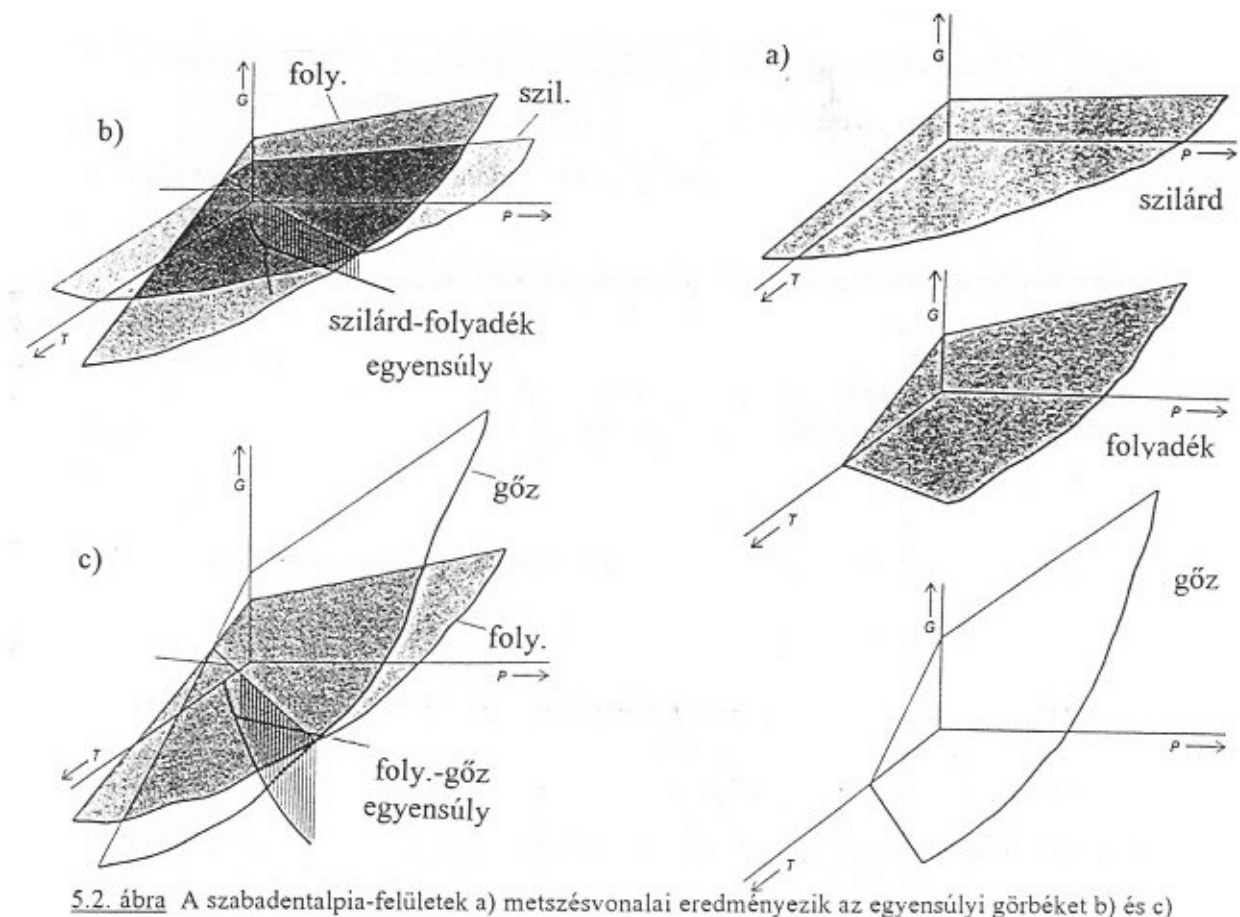 a)
G
P
T
szilárd
b)
foly.
szil.
G
P
T
szilárd-folyadék
egyensúly
G
P
T
folyadék
c)
gőz
G
foly.
P
T
foly.-gőz
egyensúly
gőz
G
P
T
5.2. ábra A szabadentalpia-felületek a) metszésvonalai eredményezik az egyensúlyi görbéket b) és c)